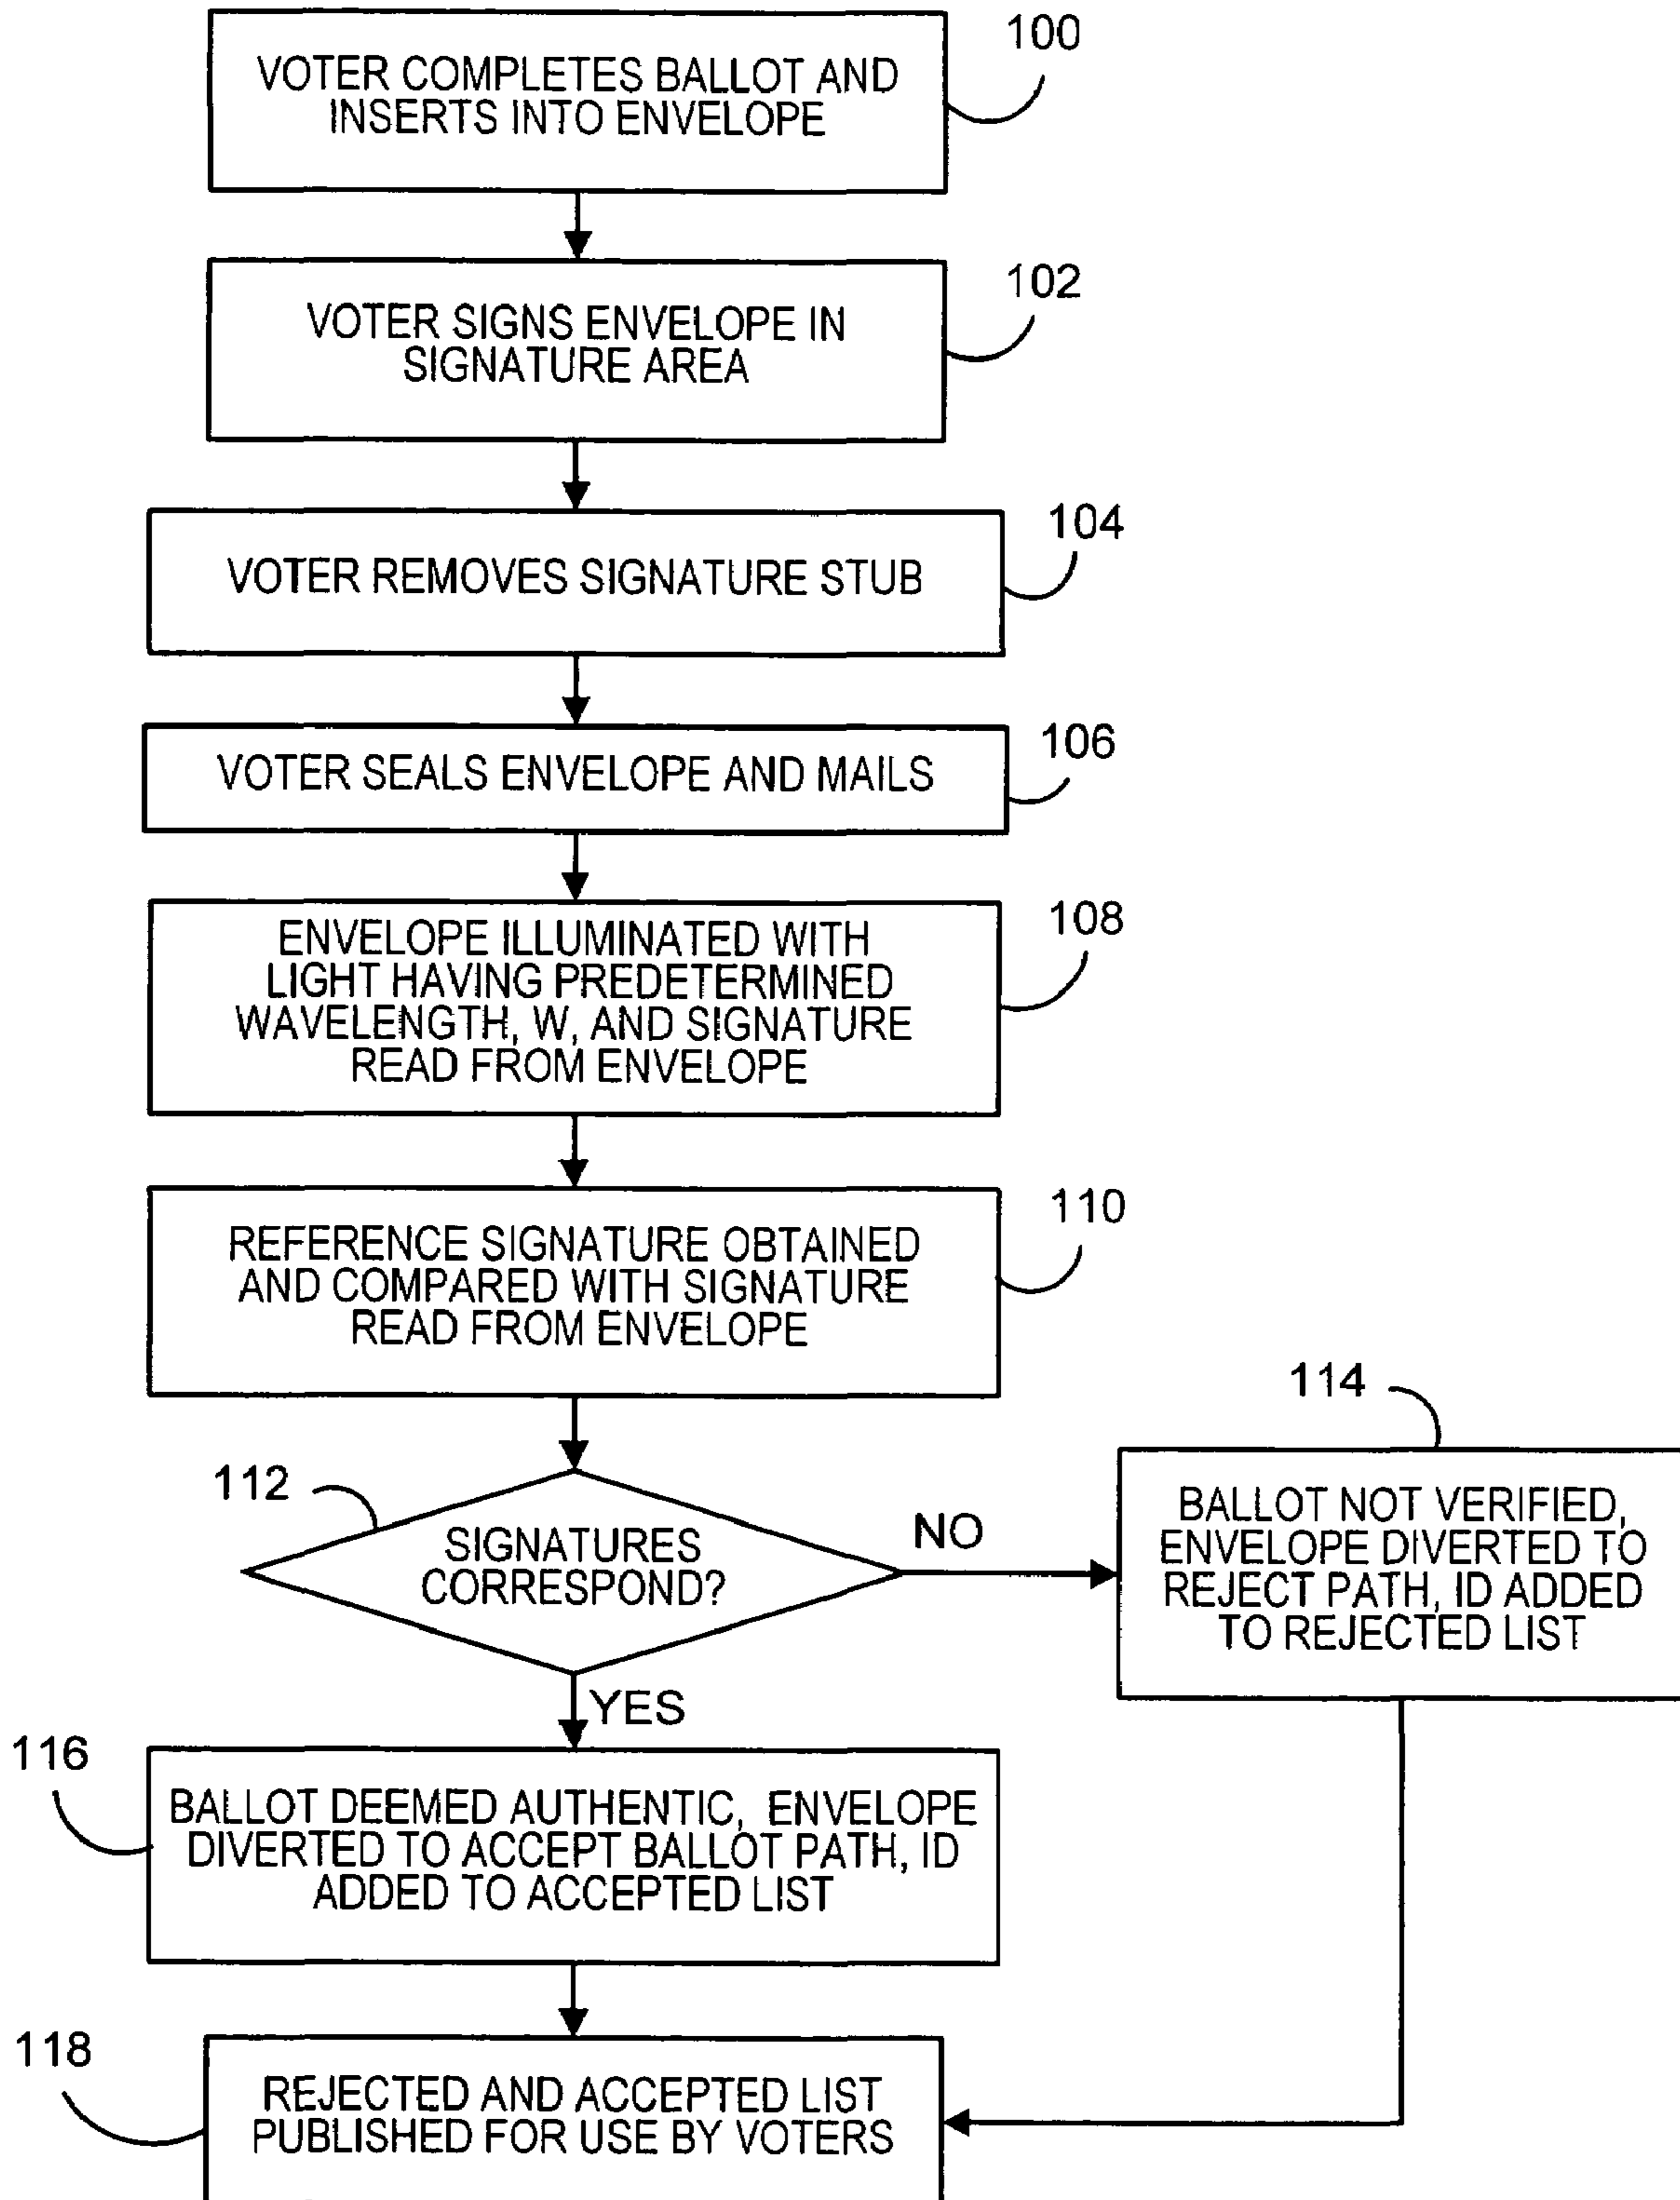 100
VOTER COMPLETES BALLOT AND
INSERTS INTO ENVELOPE
102
VOTER SIGNS ENVELOPE IN
SIGNATURE AREA
104
VOTER REMOVES SIGNATURE STUB
106
VOTER SEALS ENVELOPE AND MAILS
108
ENVELOPE ILLUMINATED WITH
LIGHT HAVING PREDETERMINED
WAVELENGTH, W, AND SIGNATURE
READ FROM ENVELOPE
110
REFERENCE SIGNATURE OBTAINED
AND COMPARED WITH SIGNATURE
READ FROM ENVELOPE
112
SIGNATURES
CORRESPOND?
NO
114
BALLOT NOT VERIFIED,
ENVELOPE DIVERTED TO
REJECT PATH, ID ADDED
TO REJECTED LIST
YES
116
BALLOT DEEMED AUTHENTIC, ENVELOPE
DIVERTED TO ACCEPT BALLOT PATH, ID
ADDED TO ACCEPTED LIST
118
REJECTED AND ACCEPTED LIST
PUBLISHED FOR USE BY VOTERS